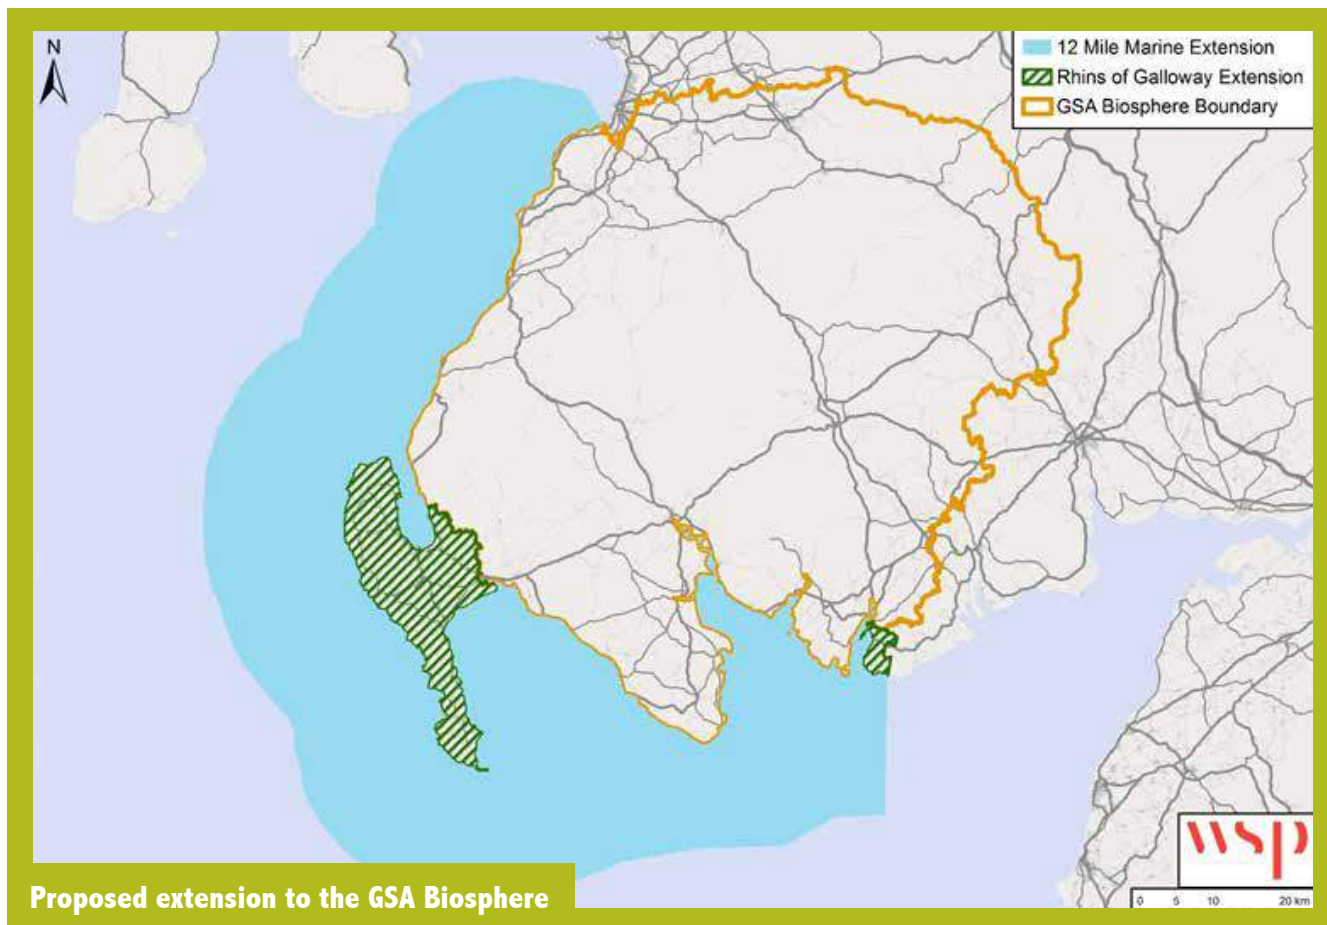 N
12 Mile Marine Extension
Rhins of Galloway Extension
GSA Biosphere Boundary
wsp
0 5 10 20 km
Proposed extension to the GSA Biosphere